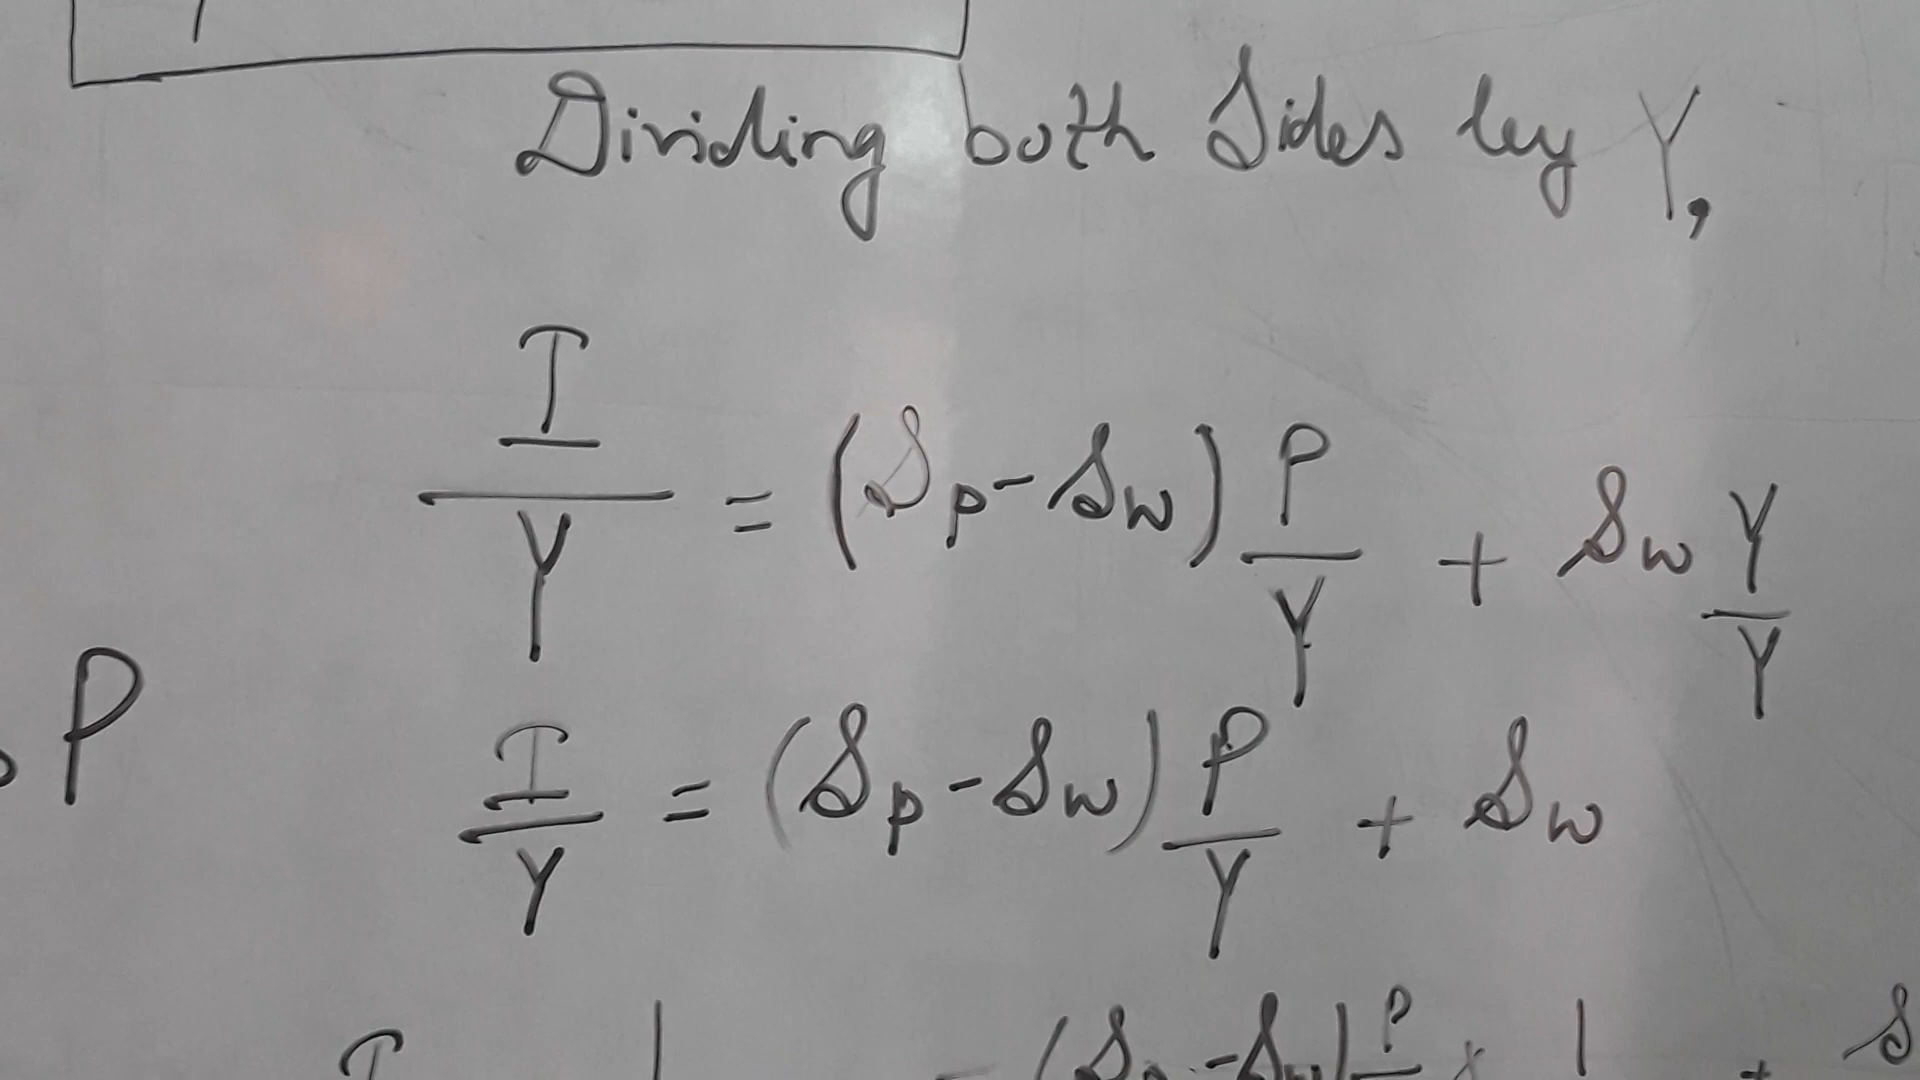 Dividing both Sides by Y,
I/Y = (Sp - Sw) P/Y + Sw Y/Y
P
I/Y = (Sp - Sw) P/Y + Sw